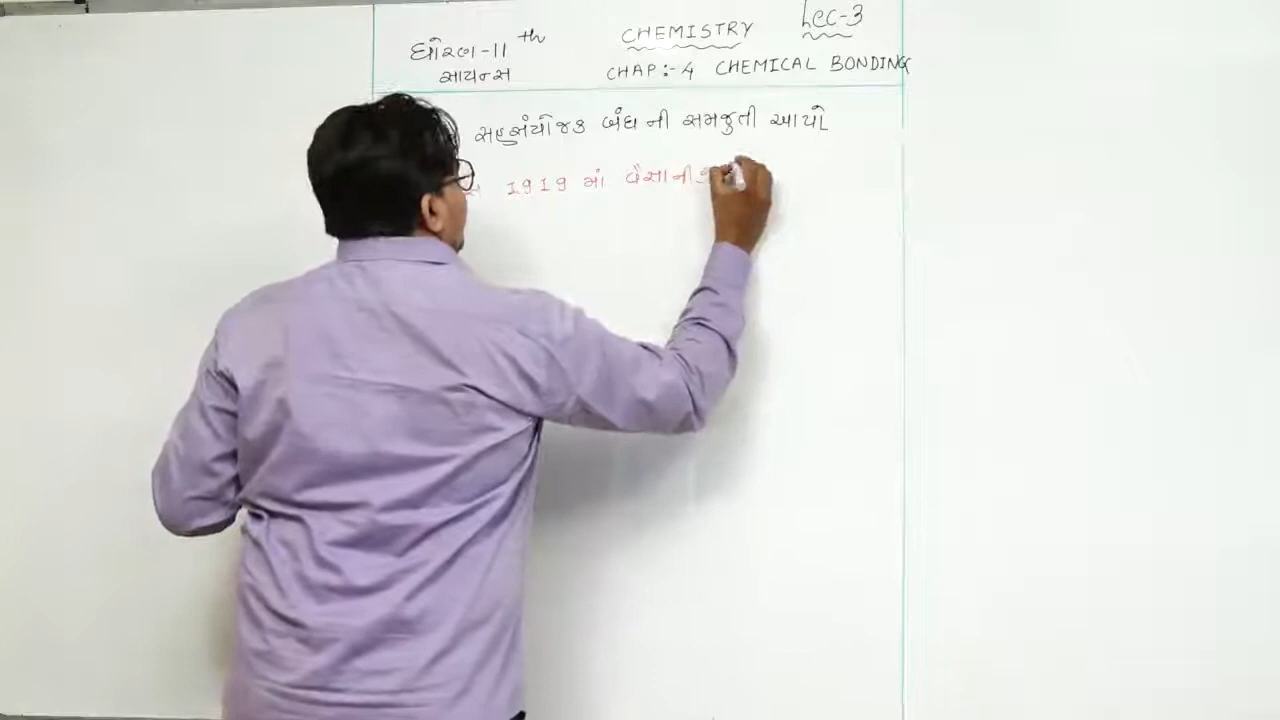 ધોરણ-11th CHEMISTRY Lec-3
સાયન્સ CHAP:-4 CHEMICAL BONDING
સહસંયોજક બંધ ની સમજુતી આપો
1919 માં વૈજ્ઞાનીક